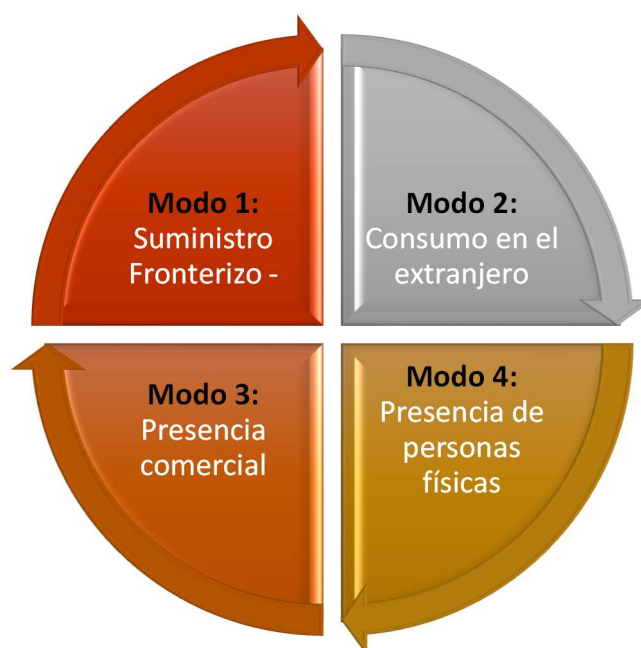 Modo 1:
Suministro
Fronterizo -
Modo 2:
Consumo en el
extranjero
Modo 3:
Presencia
comercial
Modo 4:
Presencia de
personas
físicas